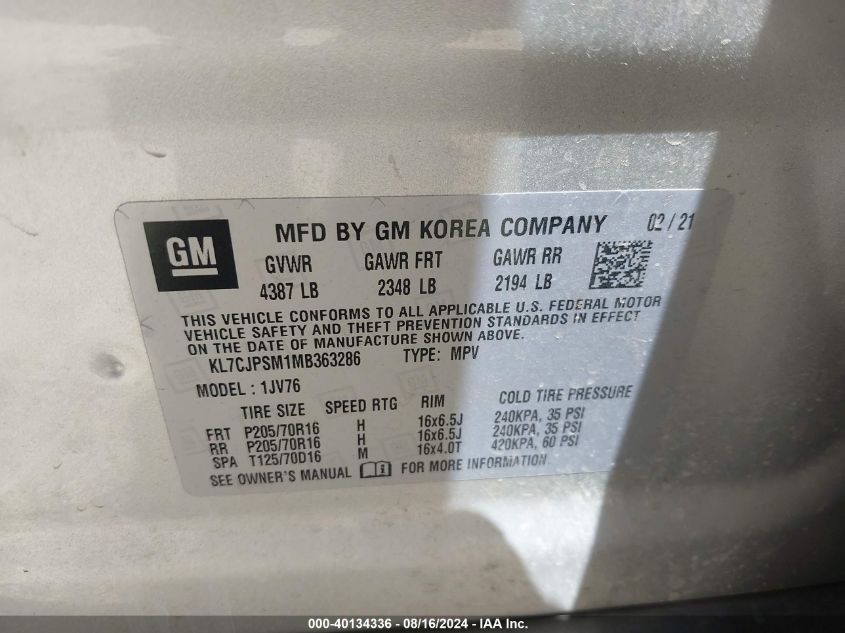 GM
MFD BY GM KOREA COMPANY 02/21
GVWR GAWR FRT GAWR RR
4387 LB 2348 LB 2194 LB
THIS VEHICLE CONFORMS TO ALL APPLICABLE U.S. FEDERAL MOTOR
VEHICLE SAFETY AND THEFT PREVENTION STANDARDS IN EFFECT
ON THE DATE OF MANUFACTURE SHOWN ABOVE.
KL7CJPSM1MB363286 TYPE: MPV
MODEL: 1JV76
TIRE SIZE SPEED RTG RIM COLD TIRE PRESSURE
FRT P205/70R16 H 16x6.5J 240KPA, 35 PSI
RR P205/70R16 H 16x6.5J 240KPA, 35 PSI
SPA T125/70D16 M 16x4.0T 420KPA, 60 PSI
SEE OWNER'S MANUAL i FOR MORE INFORMATION.
000-40134336 - 08/16/2024 - IAA Inc.